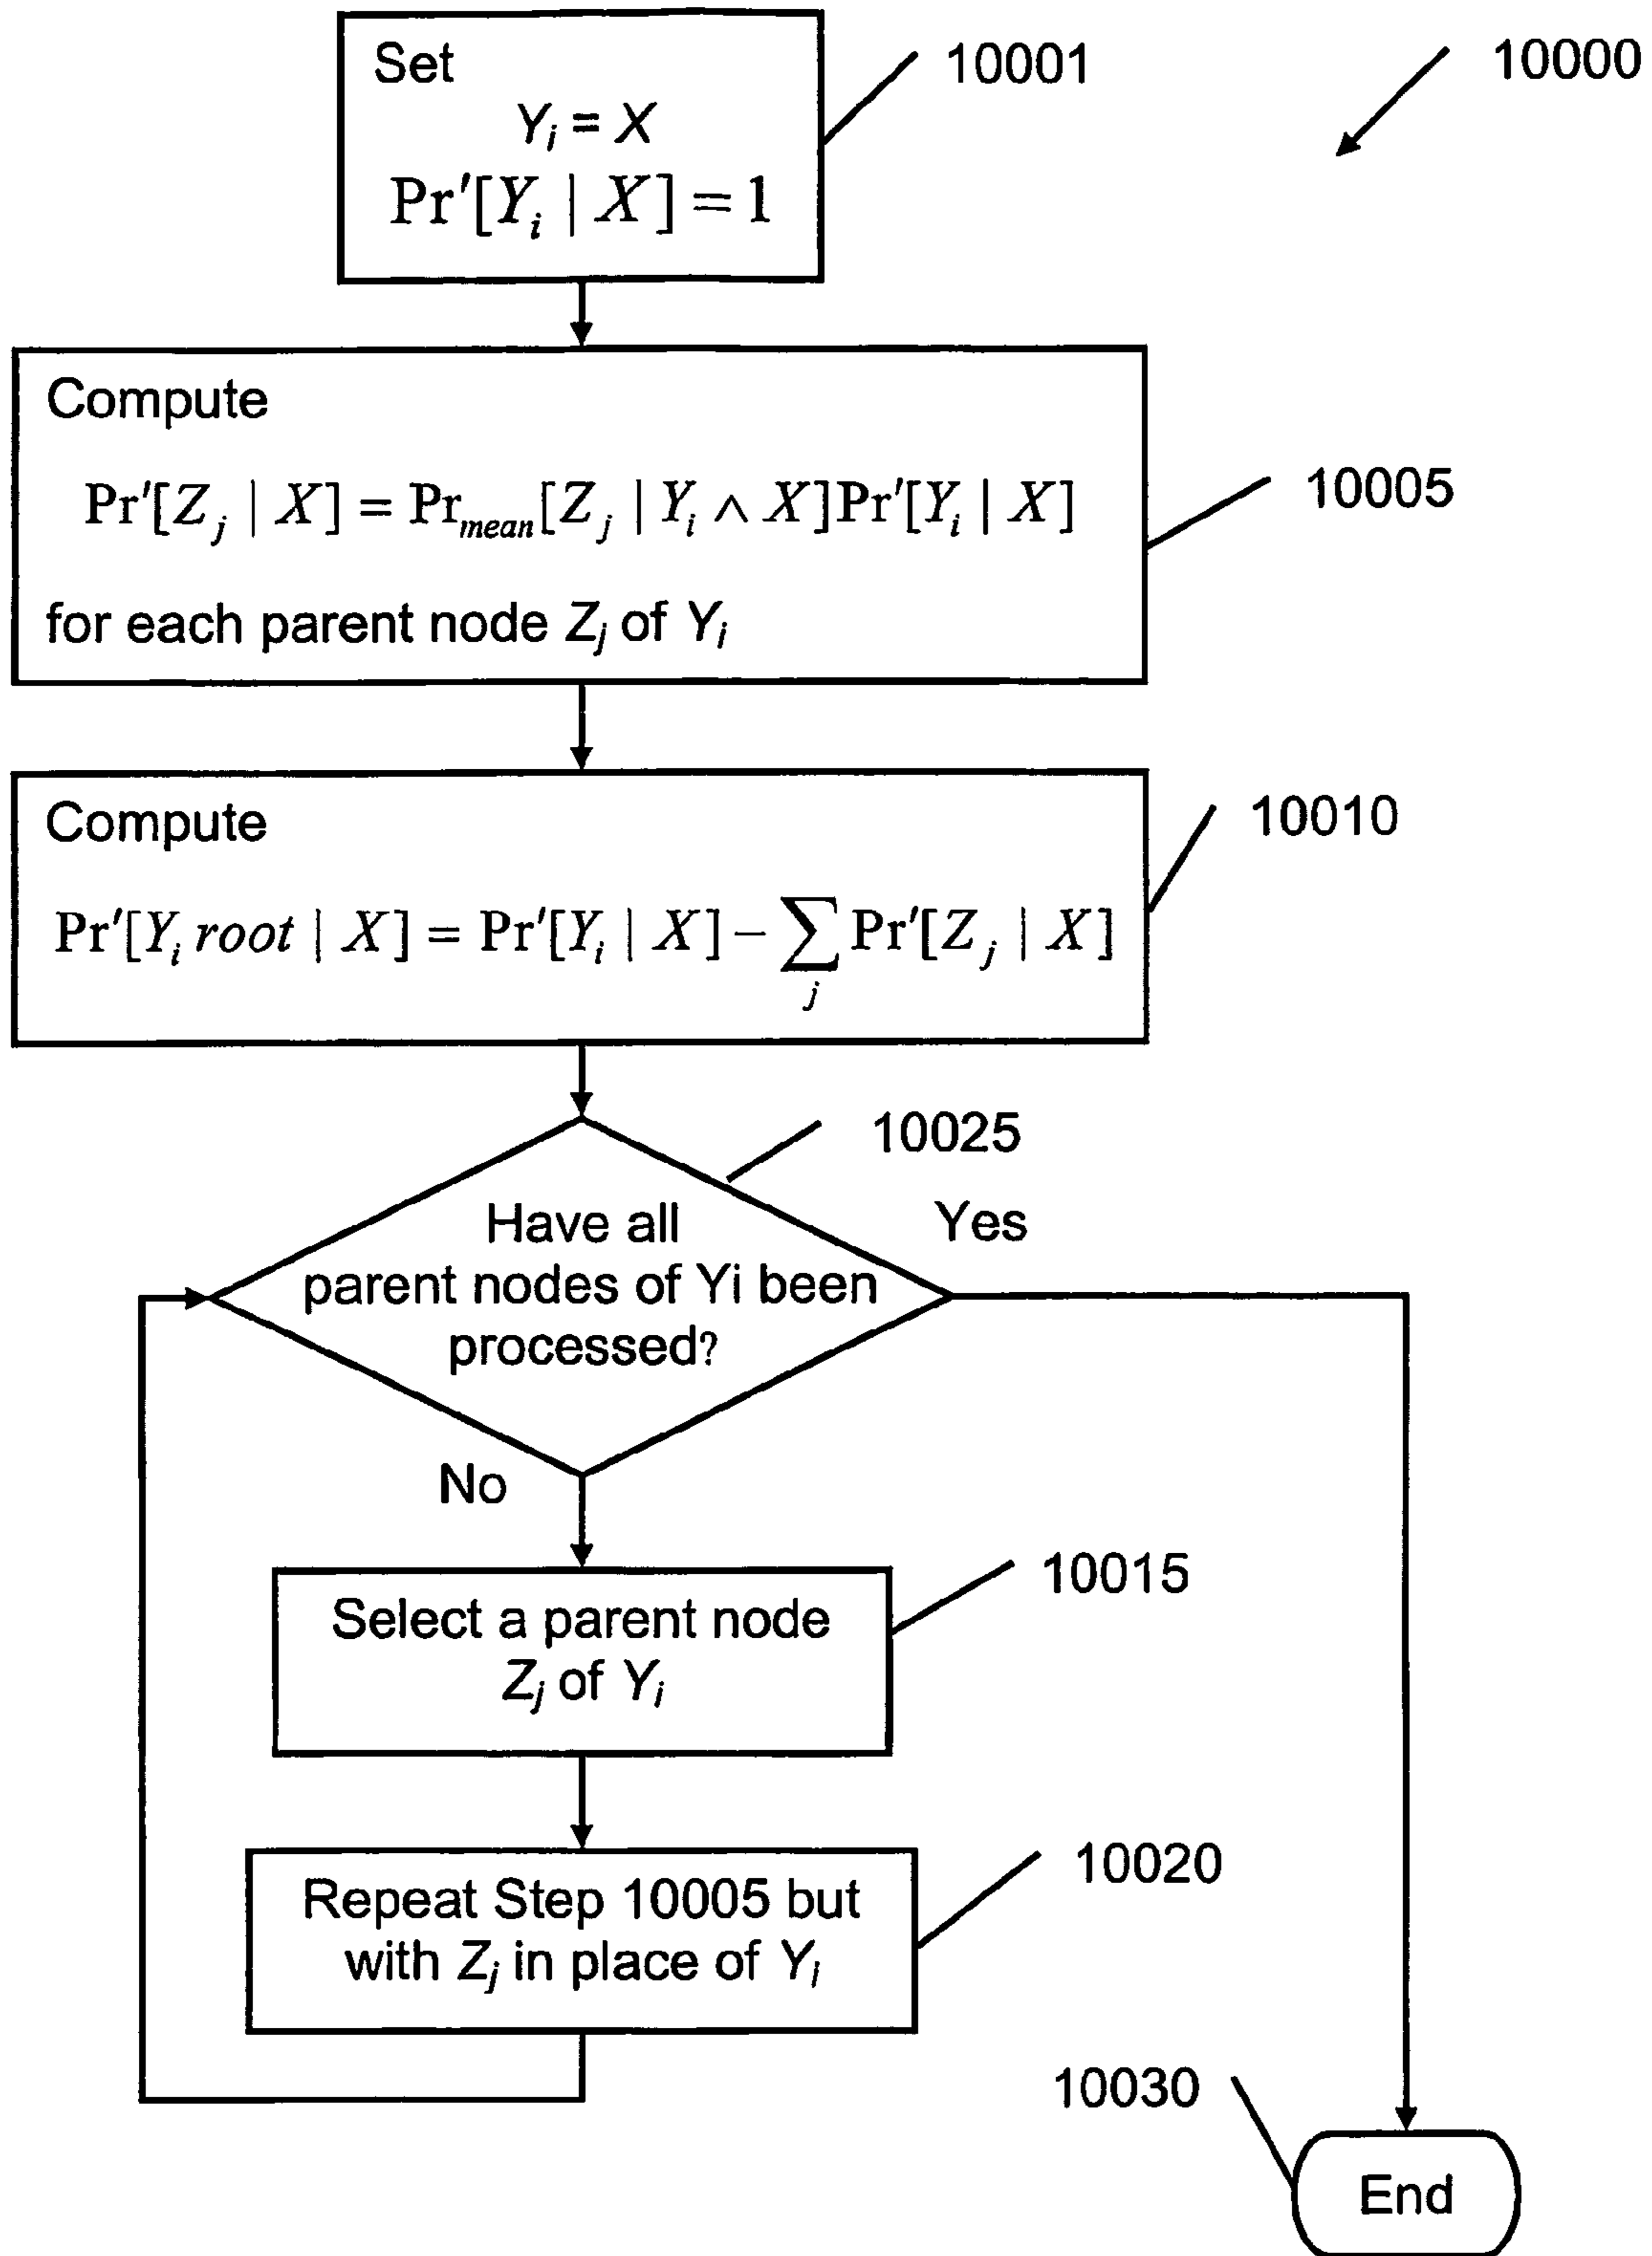 10000
Set
Yi = X
Pr′[Yi | X] = 1
10001
Compute
Pr′[Zj | X] = Prmean[Zj | Yi ∧ X]Pr′[Yi | X]
for each parent node Zj of Yi
10005
Compute
Pr′[Yi root | X] = Pr′[Yi | X] − ∑j Pr′[Zj | X]
10010
10025
Have all
parent nodes of Yi been
processed?
Yes
No
Select a parent node
Zj of Yi
10015
Repeat Step 10005 but
with Zj in place of Yi
10020
10030
End